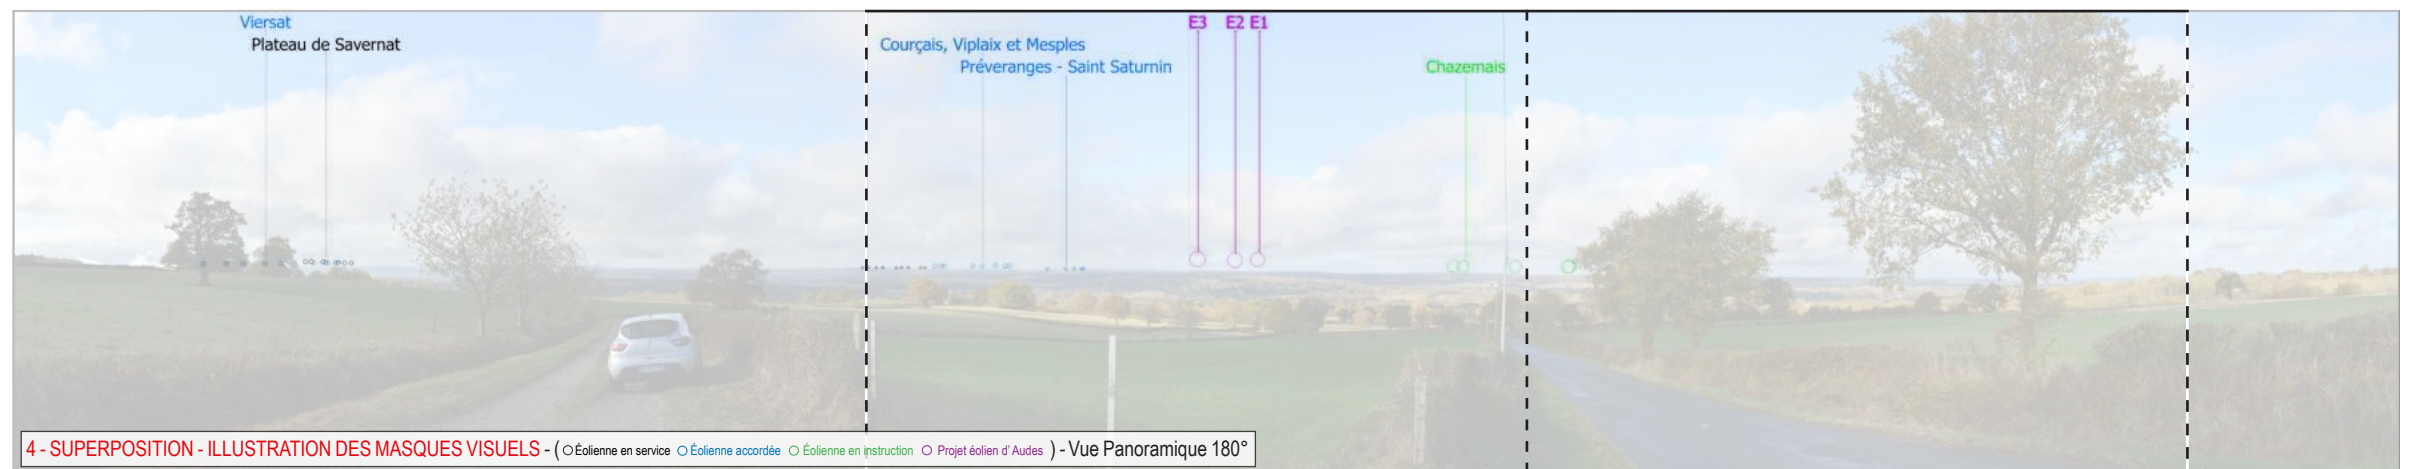 Viersat
Plateau de Savernat
Courçais, Viplaix et Mesples
Préveranges - Saint Saturnin
E3 E2 E1
Chazemais
4 - SUPERPOSITION - ILLUSTRATION DES MASQUES VISUELS - ( Éolienne en service Éolienne accordée Éolienne en instruction Projet éolien d' Audes ) - Vue Panoramique 180°